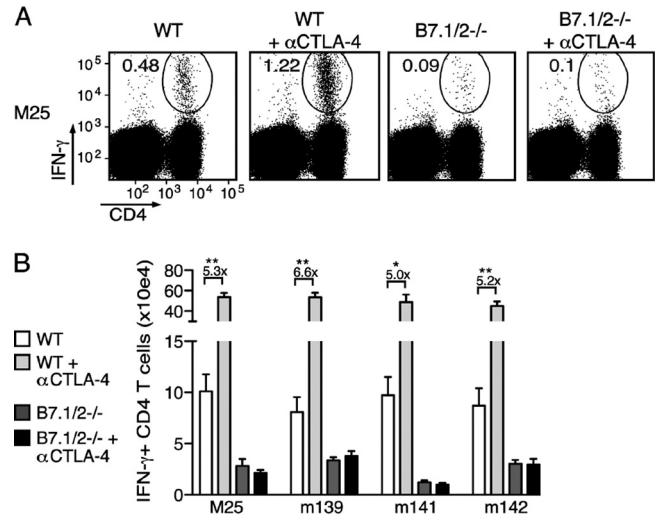 A
WT
WT + αCTLA-4
B7.1/2-/-
B7.1/2-/- + αCTLA-4
M25
0.48
1.22
0.09
0.1
10⁵
10⁴
10³
10²
IFN-γ
10² 10³ 10⁴ 10⁵
CD4
B
WT
WT + αCTLA-4
B7.1/2-/-
B7.1/2-/- + αCTLA-4
IFN-γ+ CD4 T cells (x10e4)
80
60
40
15
10
5
0
** 5.3x
** 6.6x
* 5.0x
** 5.2x
M25 m139 m141 m142